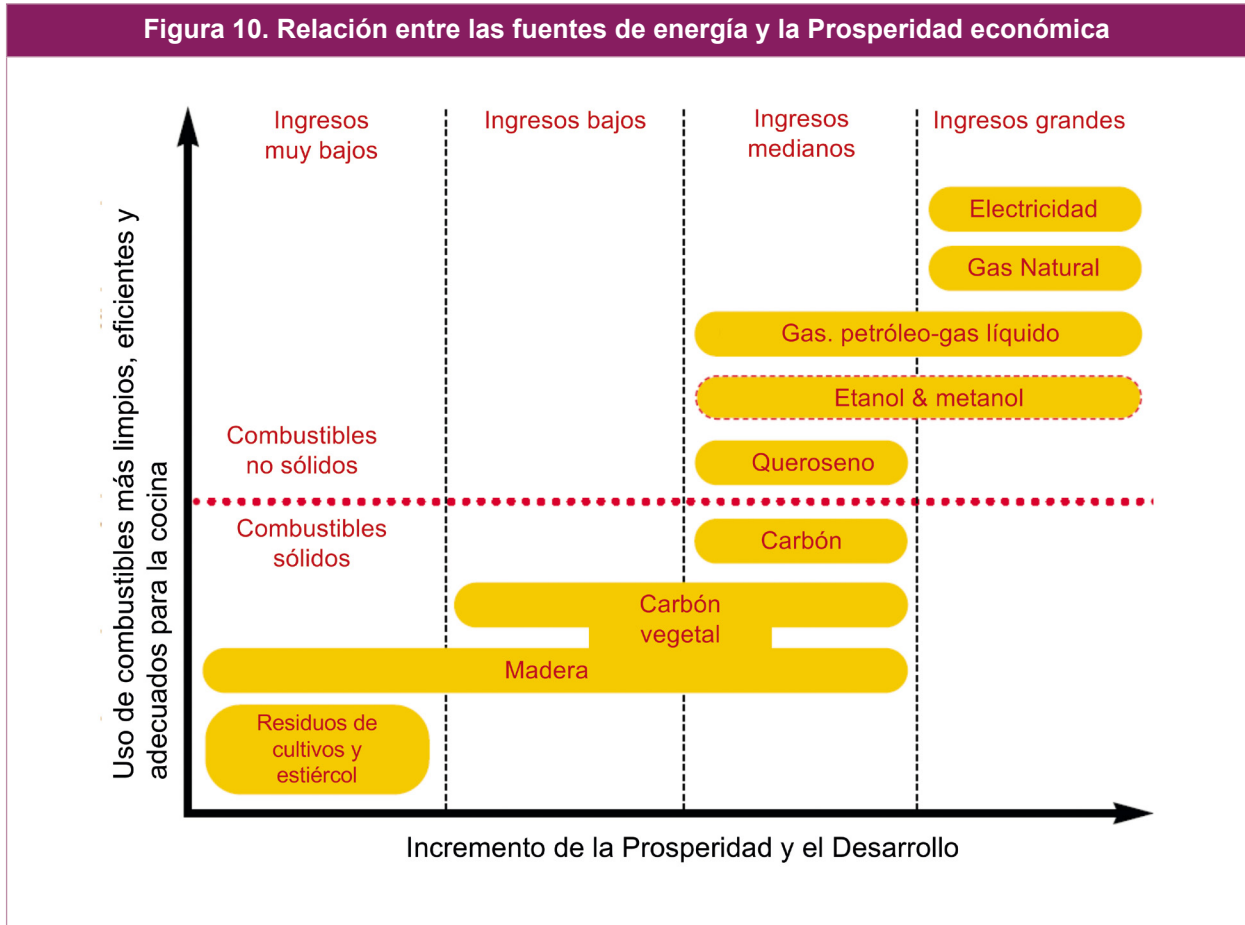 Figura 10. Relación entre las fuentes de energía y la Prosperidad económica
Ingresos
muy bajos
Ingresos bajos
Ingresos
medianos
Ingresos grandes
Uso de combustibles más limpios, eficientes y
adecuados para la cocina
Electricidad
Gas Natural
Gas. petróleo-gas líquido
Etanol & metanol
Combustibles
no sólidos
Queroseno
Combustibles
sólidos
Carbón
Carbón
vegetal
Madera
Residuos de
cultivos y
estiércol
Incremento de la Prosperidad y el Desarrollo